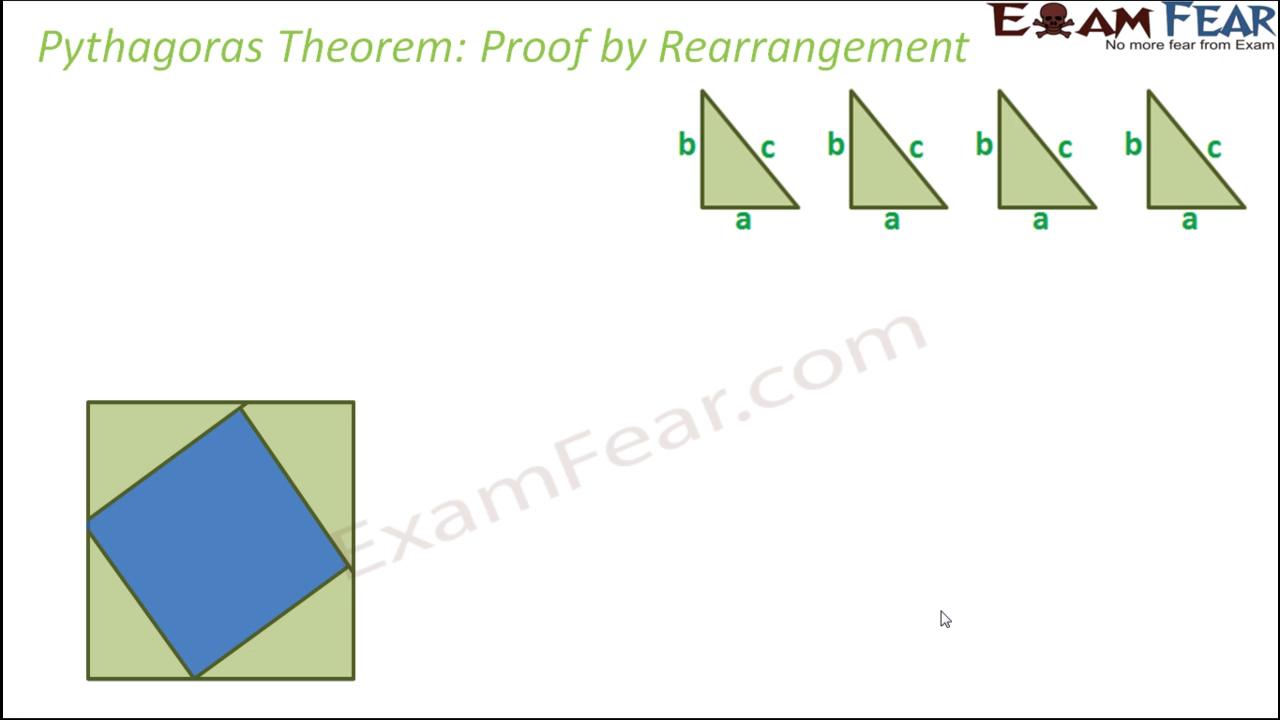 Pythagoras Theorem: Proof by Rearrangement
EXAM FEAR
No more fear from Exam
b c b c b c b c
a a a a
ExamFear.com